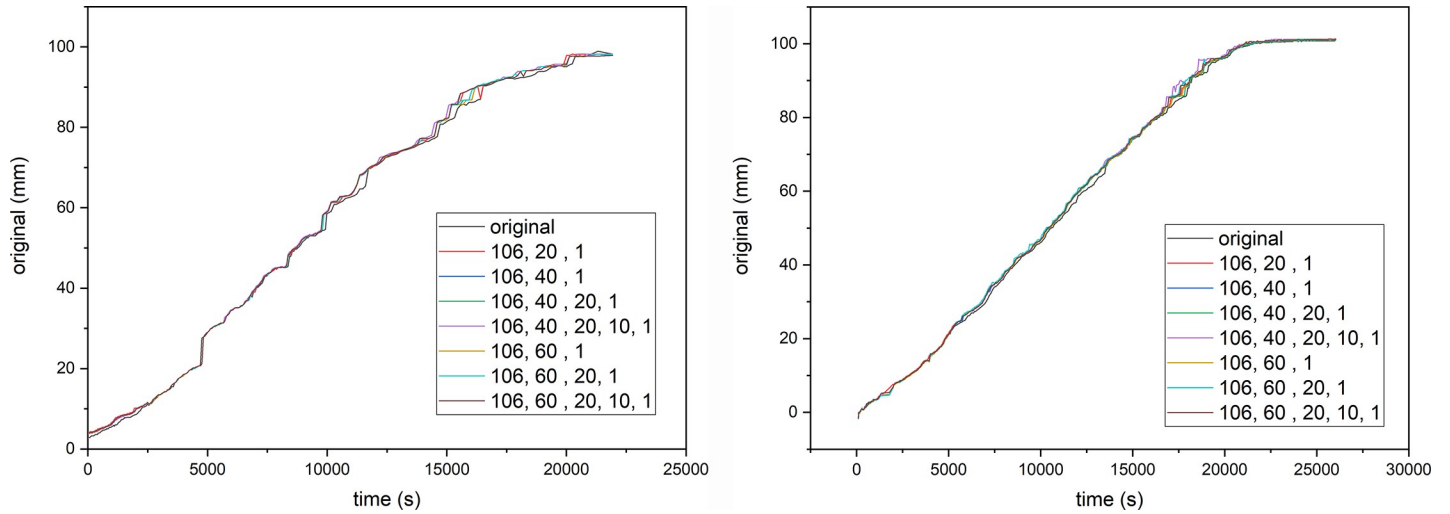 100
80
60
40
20
0
original (mm)
0
5000
10000
15000
20000
25000
time (s)
original
106, 20 , 1
106, 40 , 1
106, 40 , 20, 1
106, 40 , 20, 10, 1
106, 60 , 1
106, 60 , 20, 1
106, 60 , 20, 10, 1
100
80
60
40
20
0
original (mm)
0
5000
10000
15000
20000
25000
30000
time (s)
original
106, 20 , 1
106, 40 , 1
106, 40 , 20, 1
106, 40 , 20, 10, 1
106, 60 , 1
106, 60 , 20, 1
106, 60 , 20, 10, 1